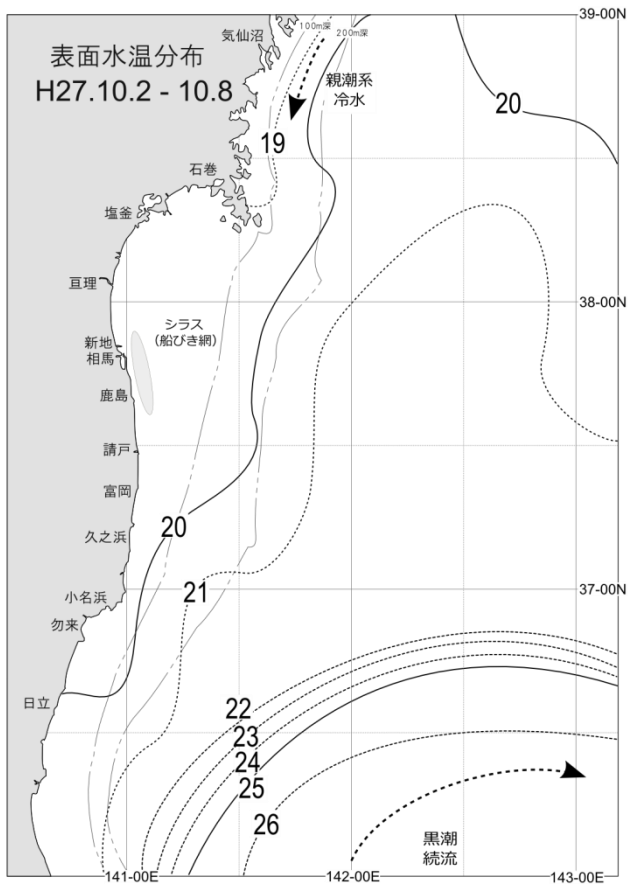 表面水温分布
H27.10.2 - 10.8
気仙沼
100m深
200m深
39-00N
親潮系
冷水
20
19
石巻
塩釜
亘理
38-00N
シラス
(船びき網)
新地
相馬
鹿島
請戸
富岡
20
久之浜
21
37-00N
小名浜
勿来
日立
22
23
24
25
26
黒潮
続流
141-00E
142-00E
143-00E